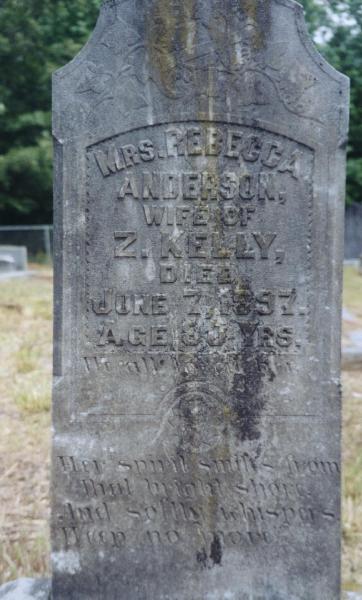 MRS. REBECCA
ANDERSON,
WIFE OF
Z. KELLY,
DIED
JUNE 7, 1897.
AGE YRS.
Her spirit smiles from
that bright shore,
And softly whispers
Weep no more.